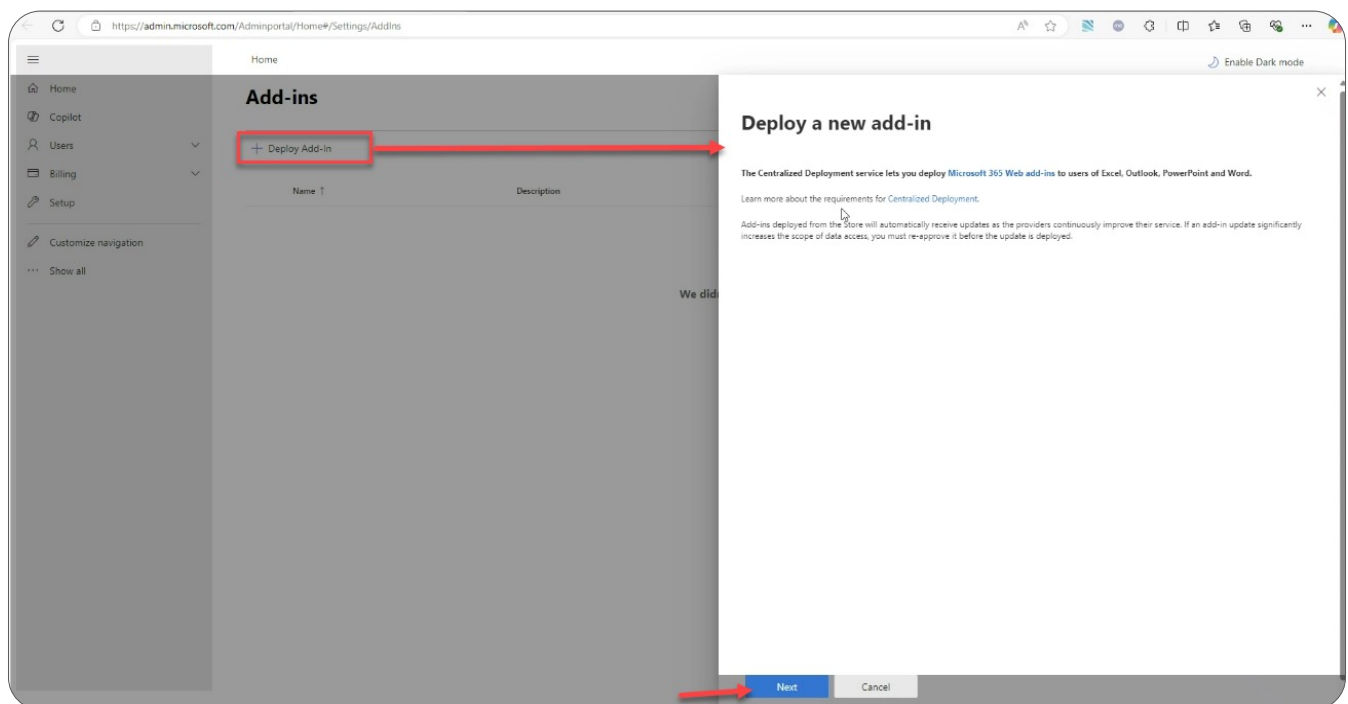 https://admin.microsoft.com/Adminportal/Home#/Settings/AddIns
Home
Enable Dark mode
Home
Copilot
Users
Billing
Setup
Customize navigation
Show all
Add-ins
Deploy Add-In
Name ↑
Description
We did
Deploy a new add-in
The Centralized Deployment service lets you deploy Microsoft 365 Web add-ins to users of Excel, Outlook, PowerPoint and Word.
Learn more about the requirements for Centralized Deployment.
Add-ins deployed from the Store will automatically receive updates as the providers continuously improve their service. If an add-in update significantly
increases the scope of data access, you must re-approve it before the update is deployed.
Next
Cancel